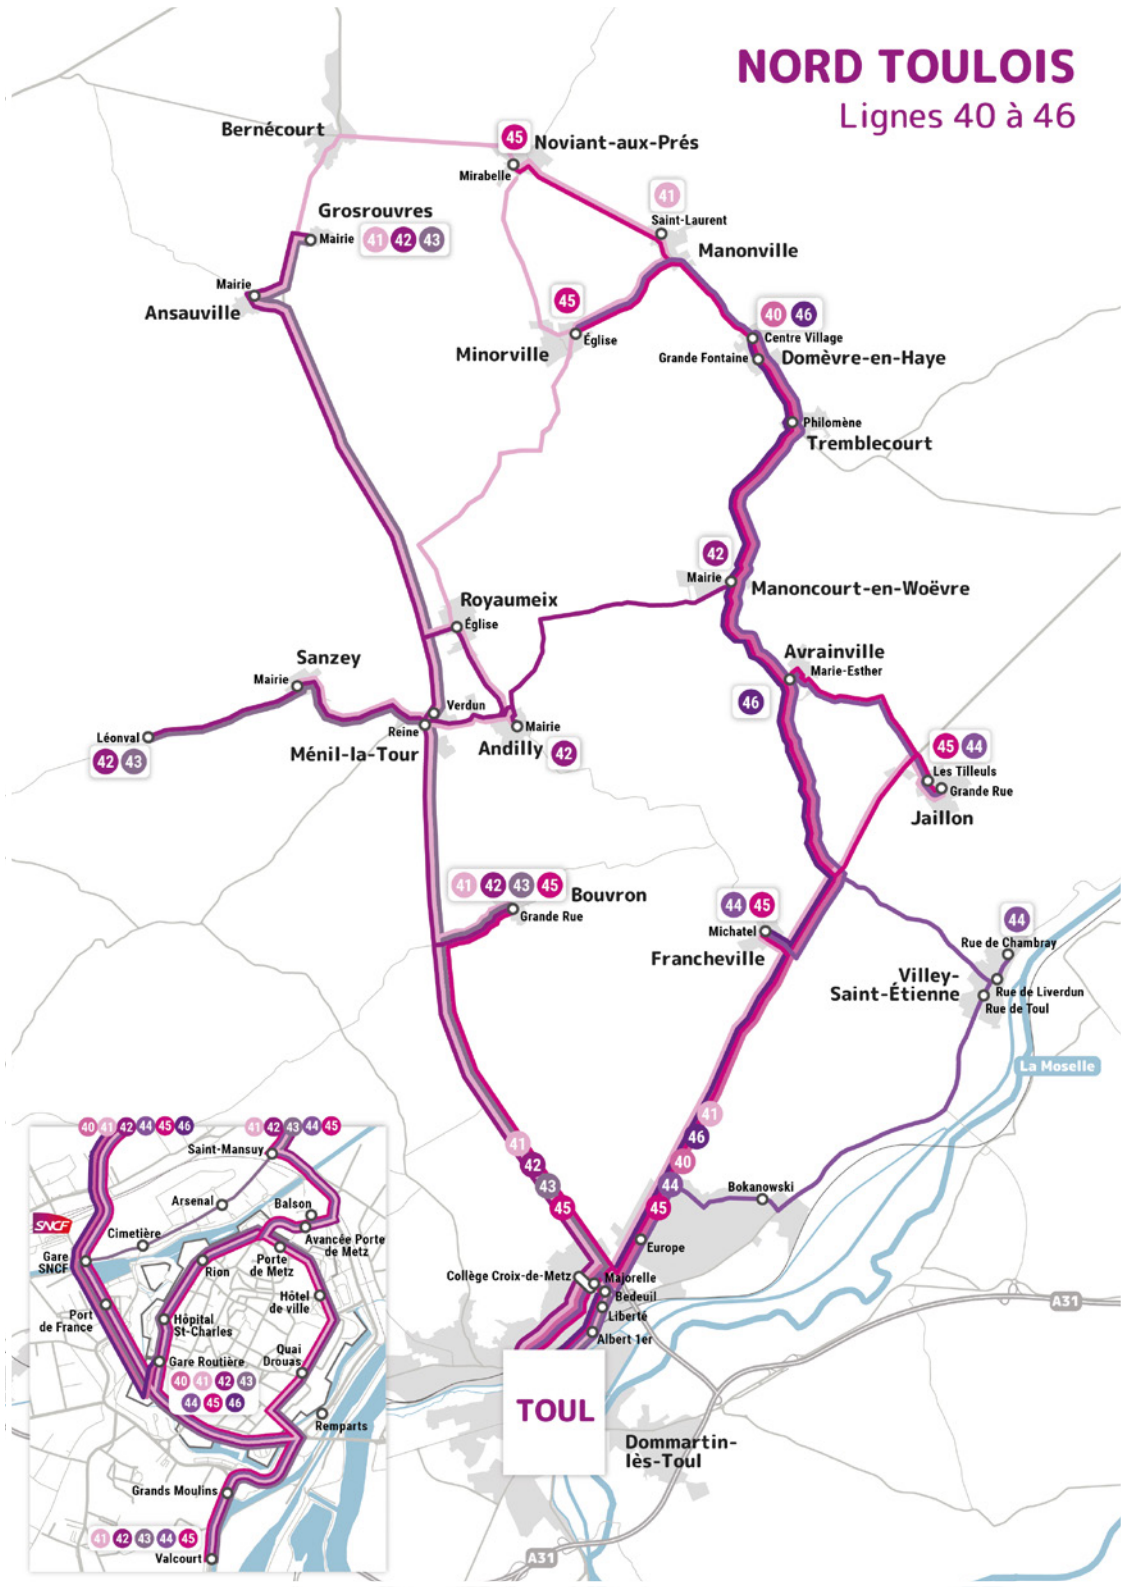 NORD TOULOIS
Lignes 40 à 46
Bernécourt
45
Noviant-aux-Prés
Mirabelle
41
Saint-Laurent
Manonville
Grosrouvres
Mairie
41 42 43
Mairie
Ansauville
45
Église
Minorville
40 46
Centre Village
Grande Fontaine
Domèvre-en-Haye
Philomène
Tremblecourt
42
Mairie
Manoncourt-en-Woëvre
Royaumeix
Église
Sanzey
Mairie
Avrainville
Marie-Esther
46
Léonval
42 43
Verdun
Reine
Ménil-la-Tour
Mairie
Andilly
42
45 44
Les Tilleuls
Grande Rue
Jaillon
41 42 43 45
Bouvron
Grande Rue
44 45
Michatel
Francheville
44
Rue de Chambray
Villey-
Saint-Étienne
Rue de Liverdun
Rue de Toul
La Moselle
41
42
43
45
41
46
40
44
45
Bokanowski
Europe
Collège Croix-de-Metz
Majorelle
Bedeuil
Liberté
Albert 1er
A31
TOUL
Dommartin-
lès-Toul
A31
40 41 42 44 45 46
41 42 43 44 45
Saint-Mansuy
Arsenal
Balson
SNCF
Cimetière
Avancée Porte
de Metz
Gare
SNCF
Rion
Porte
de Metz
Port
de France
Hôpital
St-Charles
Hôtel
de ville
Gare Routière
40 41 42 43
44 45 46
Quai
Drouas
Remparts
Grands Moulins
41 42 43 44 45
Valcourt